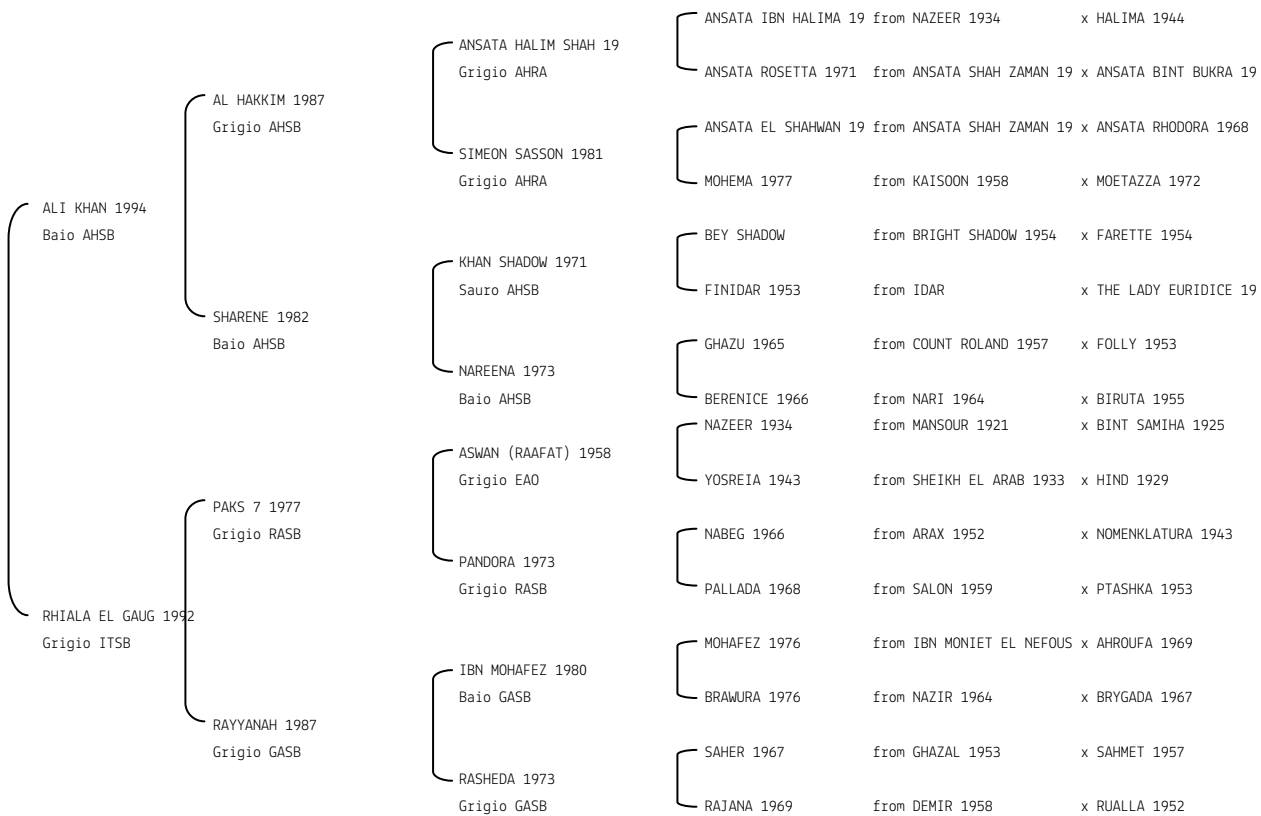 ANSATA IBN HALIMA 19 from NAZEER 1934 x HALIMA 1944
ANSATA HALIM SHAH 19
Grigio AHRA
ANSATA ROSETTA 1971 from ANSATA SHAH ZAMAN 19 x ANSATA BINT BUKRA 19
AL HAKKIM 1987
Grigio AHSB
ANSATA EL SHAHWAN 19 from ANSATA SHAH ZAMAN 19 x ANSATA RHODORA 1968
SIMEON SASSON 1981
Grigio AHRA
MOHEMA 1977 from KAISOON 1958 x MOETAZZA 1972
ALI KHAN 1994
Baio AHSB
BEY SHADOW from BRIGHT SHADOW 1954 x FARETTE 1954
KHAN SHADOW 1971
Sauro AHSB
FINIDAR 1953 from IDAR x THE LADY EURIDICE 19
SHARENE 1982
Baio AHSB
GHAZU 1965 from COUNT ROLAND 1957 x FOLLY 1953
NAREENA 1973
Baio AHSB
BERENICE 1966 from NARI 1964 x BIRUTA 1955
NAZEER 1934 from MANSOUR 1921 x BINT SAMIHA 1925
ASWAN (RAAFAT) 1958
Grigio EAO
YOSREIA 1943 from SHEIKH EL ARAB 1933 x HIND 1929
PAKS 7 1977
Grigio RASB
NABEG 1966 from ARAX 1952 x NOMENKLATURA 1943
PANDORA 1973
Grigio RASB
PALLADA 1968 from SALON 1959 x PTASHKA 1953
RHIALA EL GAUG 1992
Grigio ITSB
MOHAFEZ 1976 from IBN MONIET EL NEFOUS x AHROUFA 1969
IBN MOHAFEZ 1980
Baio GASB
BRAWURA 1976 from NAZIR 1964 x BRYGADA 1967
RAYYANAH 1987
Grigio GASB
SAHER 1967 from GHAZAL 1953 x SAHMET 1957
RASHEDA 1973
Grigio GASB
RAJANA 1969 from DEMIR 1958 x RUALLA 1952